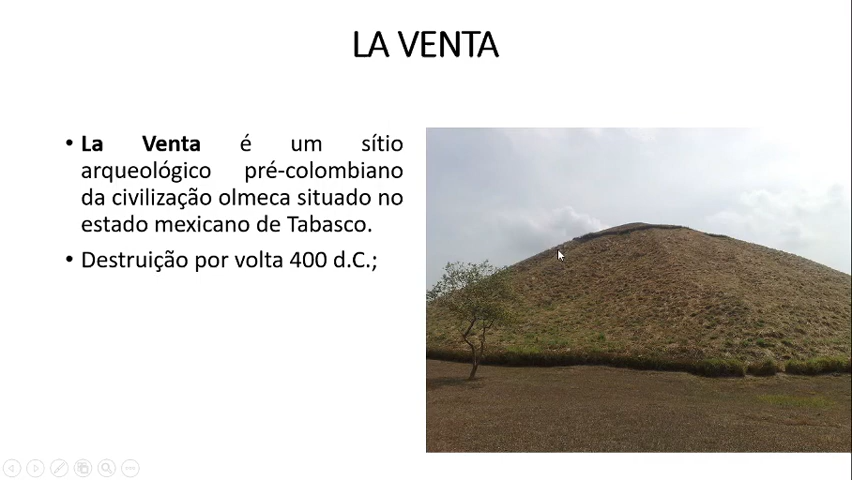 LA VENTA
• La Venta é um sítio
arqueológico pré-colombiano
da civilização olmeca situado no
estado mexicano de Tabasco.
• Destruição por volta 400 d.C.;